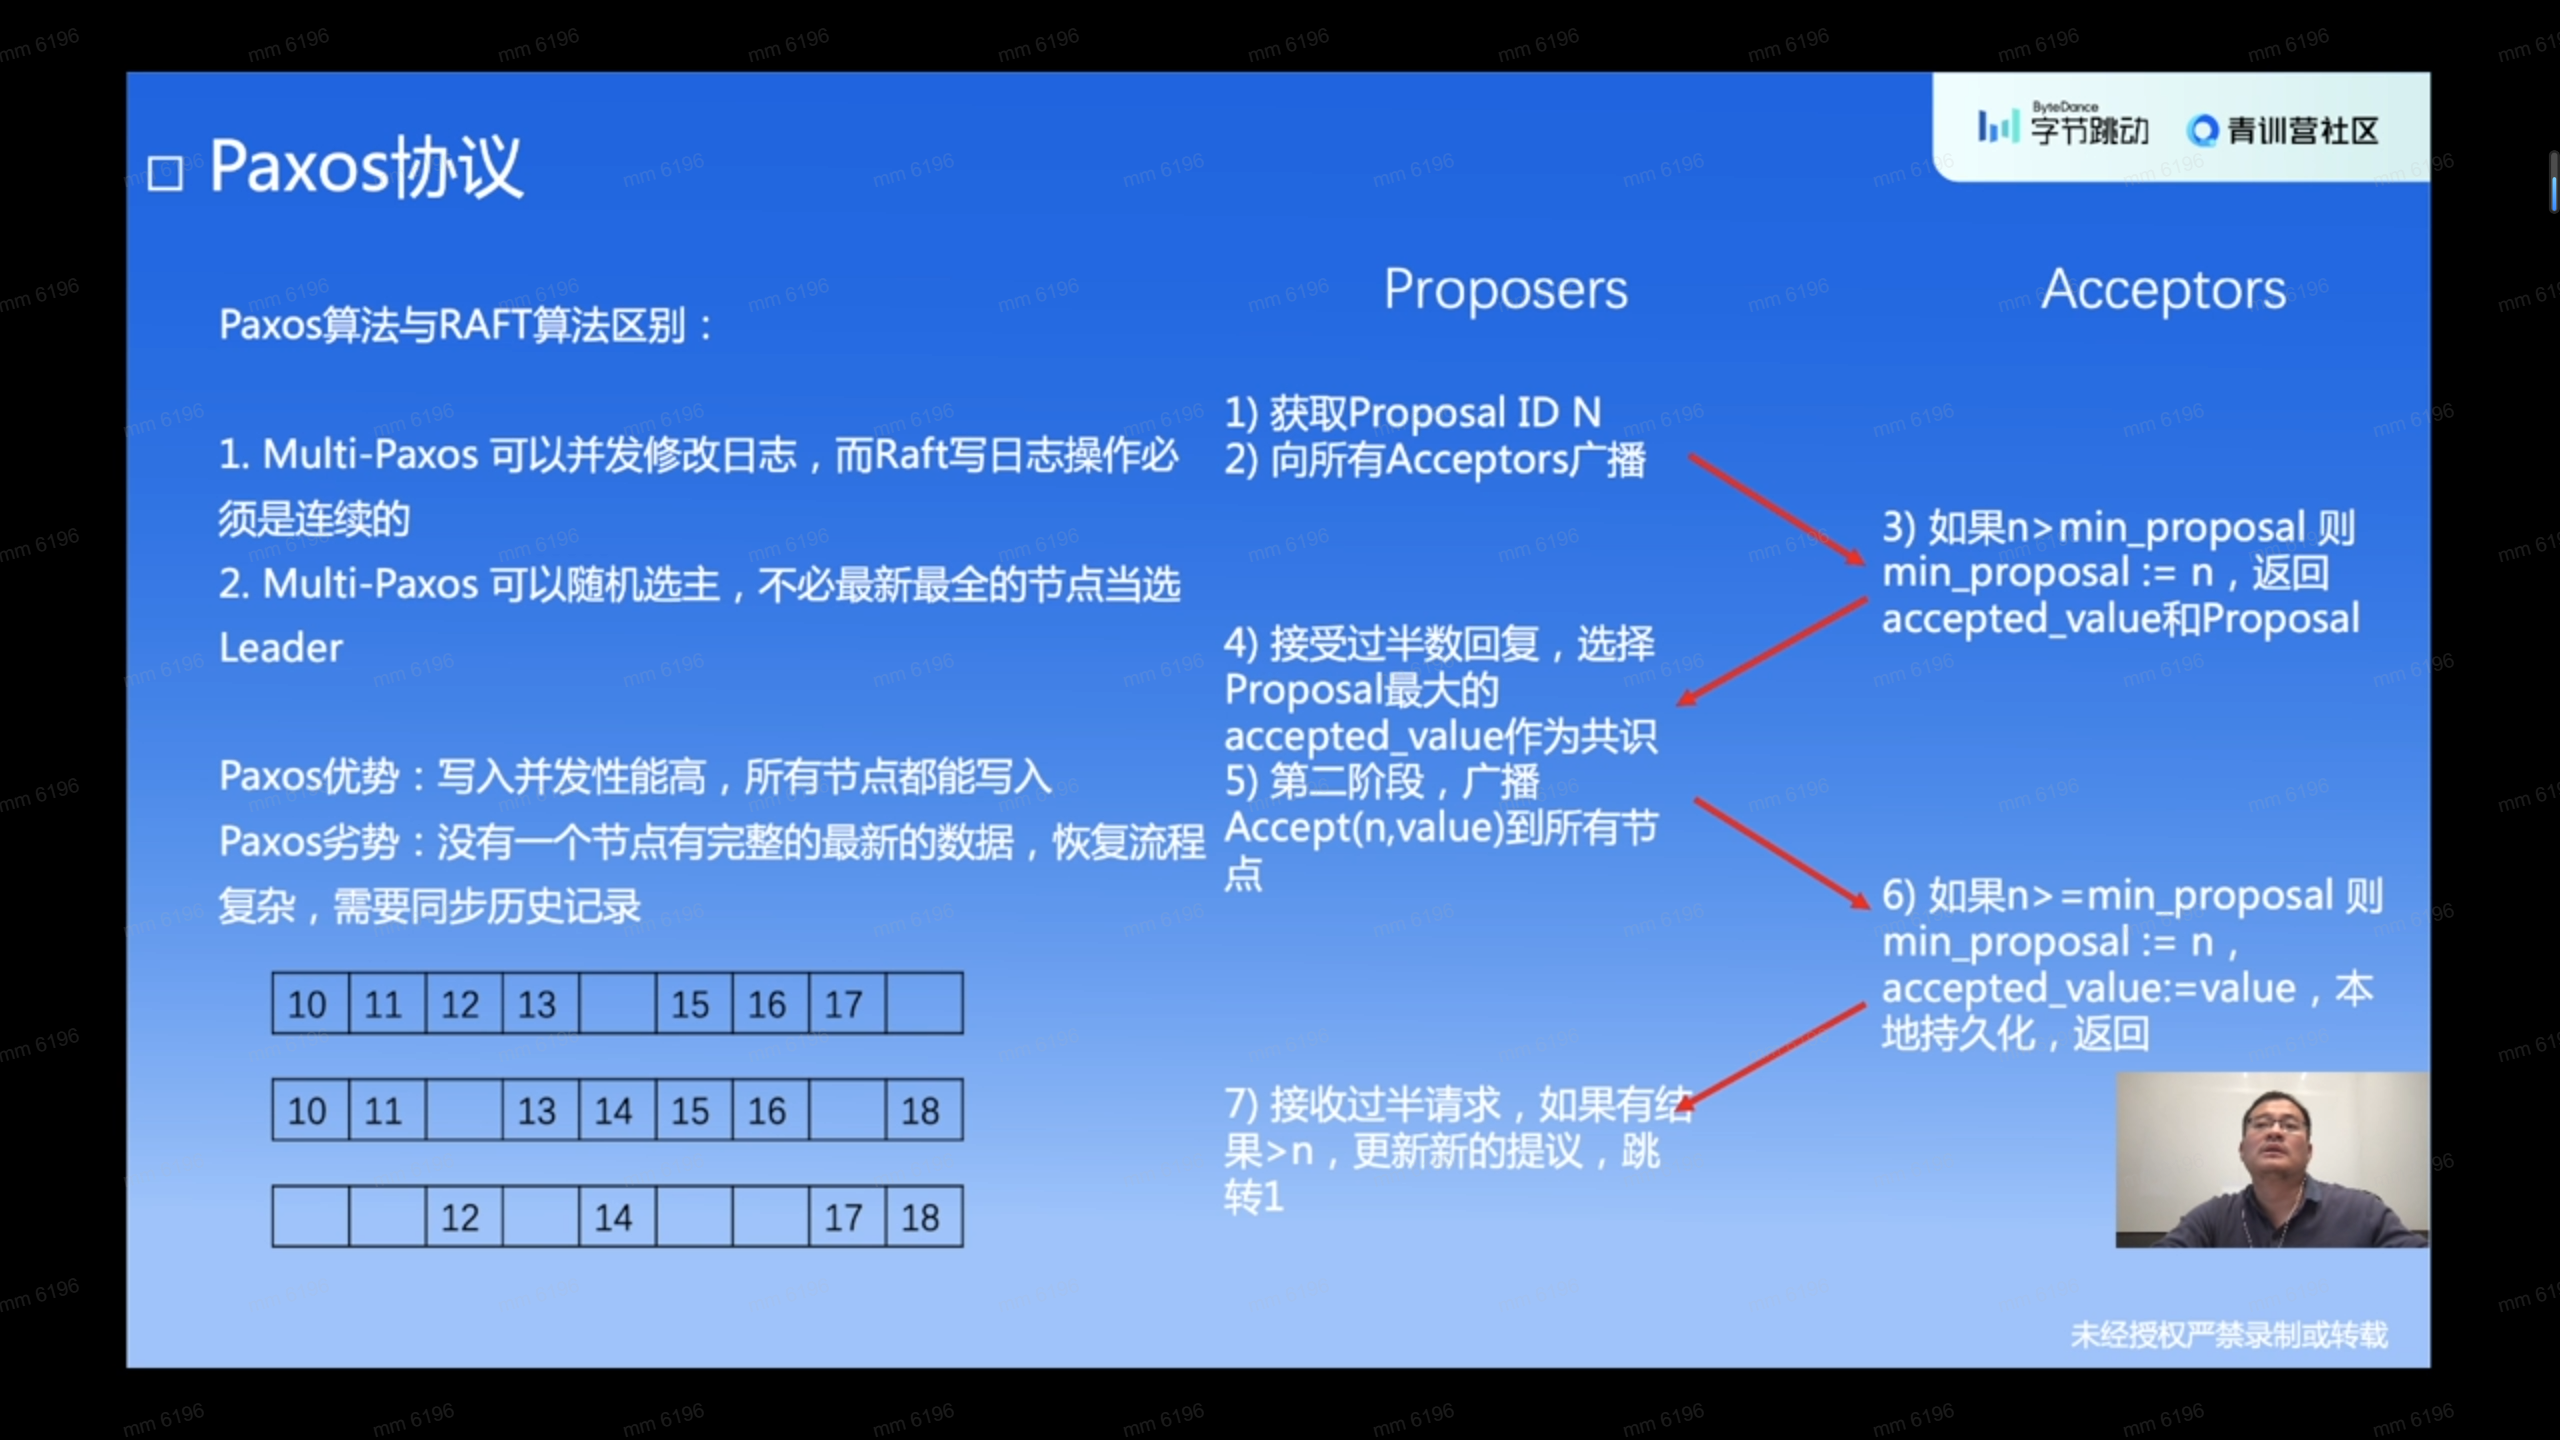 Paxos协议
ByteDance
字节跳动
青训营社区
Paxos算法与RAFT算法区别：
1. Multi-Paxos 可以并发修改日志，而Raft写日志操作必
须是连续的
2. Multi-Paxos 可以随机选主，不必最新最全的节点当选
Leader
Paxos优势：写入并发性能高，所有节点都能写入
Paxos劣势：没有一个节点有完整的最新的数据，恢复流程
复杂，需要同步历史记录
10 11 12 13 15 16 17
10 11 13 14 15 16 18
12 14 17 18
Proposers
Acceptors
1) 获取Proposal ID N
2) 向所有Acceptors广播
3) 如果n>min_proposal 则
min_proposal := n，返回
accepted_value和Proposal
4) 接受过半数回复，选择
Proposal最大的
accepted_value作为共识
5) 第二阶段，广播
Accept(n,value)到所有节
点
6) 如果n>=min_proposal 则
min_proposal := n，
accepted_value:=value，本
地持久化，返回
7) 接收过半请求，如果有结
果>n，更新新的提议，跳
转1
未经授权严禁录制或转载
mm 6196